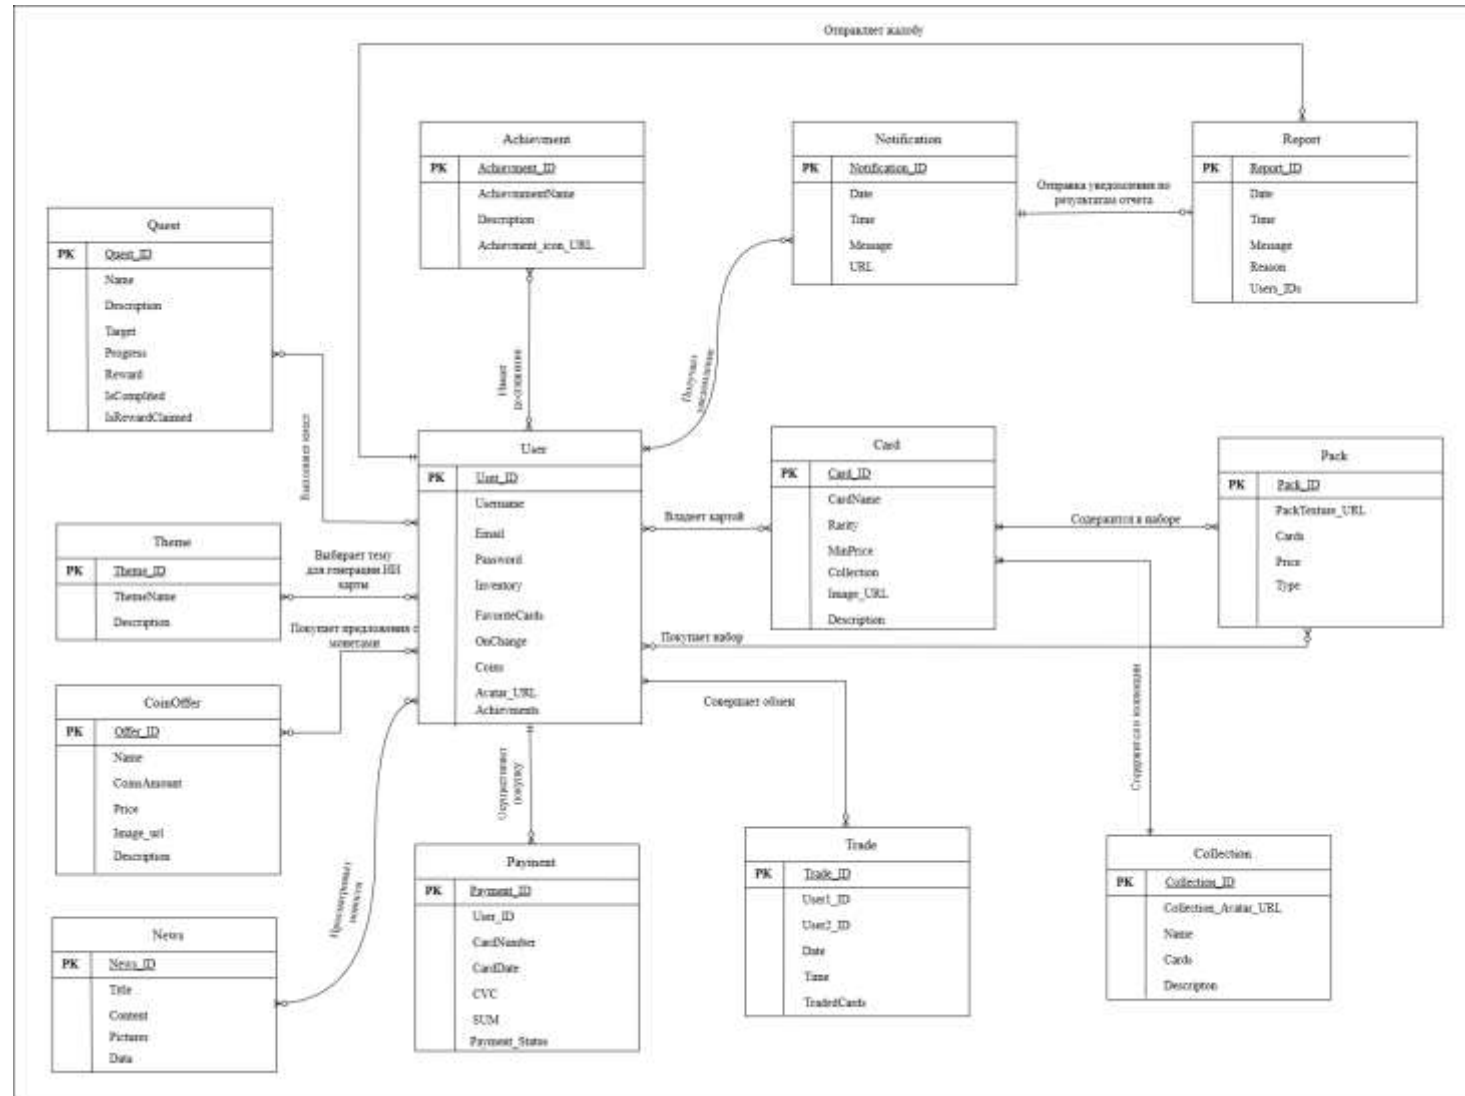 Отправляет жалобу
Achievment
PK Achievment_ID
AchievmentName
Description
Achievment_icon_URL
Notification
PK Notification_ID
Date
Time
Message
URL
Отправка уведомления по
результатам отчета
Report
PK Report_ID
Date
Time
Message
Reason
Users_IDs
Quest
PK Quest_ID
Name
Description
Target
Progress
Reward
IsComplited
IsRewardClaimed
Выполняет квест
Имеет
достижения
Получает
уведомление
User
PK User_ID
Username
Email
Password
Inventory
FavoriteCards
OnChange
Coins
Avatar_URL
Achievments
Владеет картой
Card
PK Card_ID
CardName
Rarity
MinPrice
Collection
Image_URL
Description
Содержится в наборе
Pack
PK Pack_ID
PackTexture_URL
Cards
Price
Type
Theme
PK Theme_ID
ThemeName
Description
Выбирает тему
для генерации НН
карты
Покупает предложения с
монетами
Покупает набор
Совершает обмен
Содержится в коллекции
CoinOffer
PK Offer_ID
Name
CoinsAmount
Price
Image_url
Description
Осуществляет
покупку
Просматривает
новости
News
PK News_ID
Title
Content
Pictures
Data
Payment
PK Payment_ID
User_ID
CardNumber
CardDate
CVC
SUM
Payment_Status
Trade
PK Trade_ID
User1_ID
User2_ID
Date
Time
TradedCards
Collection
PK Collection_ID
Collection_Avatar_URL
Name
Cards
Descripton